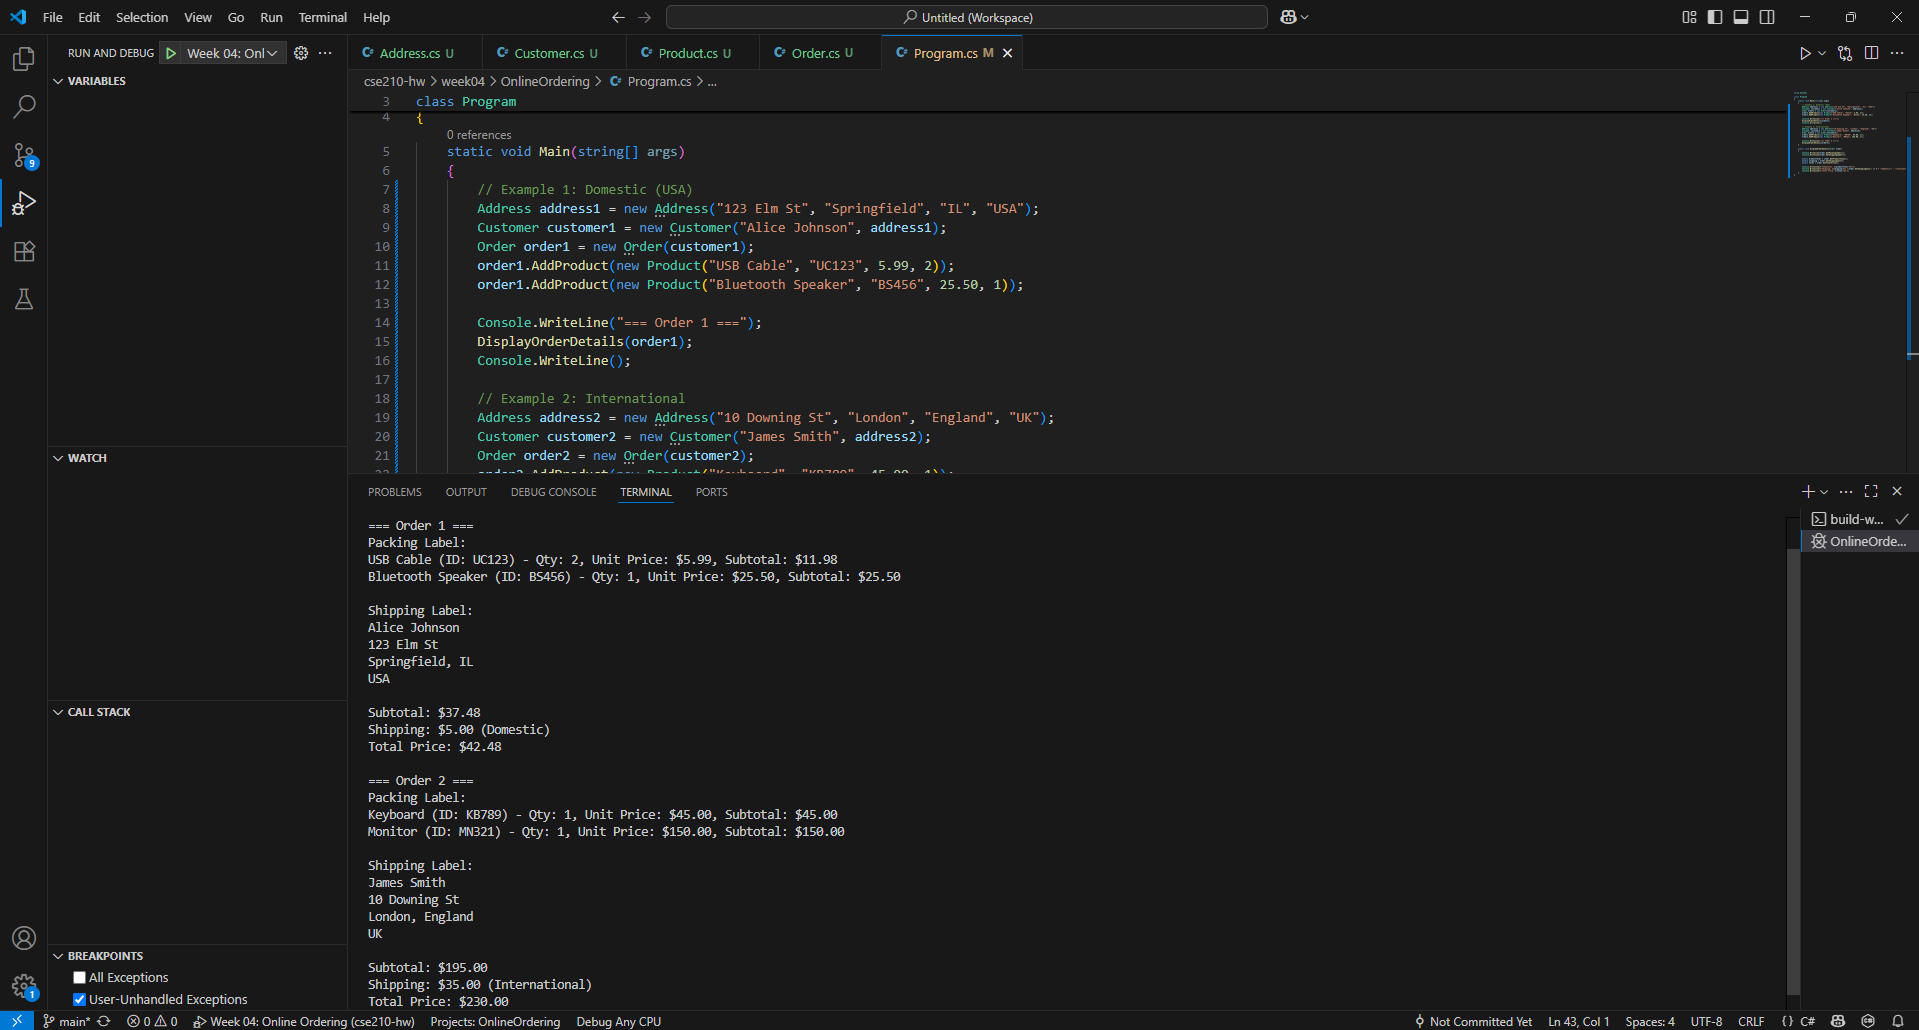 File Edit Selection View Go Run Terminal Help
Untitled (Workspace)
RUN AND DEBUG Week 04: Onl
VARIABLES
WATCH
CALL STACK
BREAKPOINTS
All Exceptions
User-Unhandled Exceptions
9
1
Address.cs U Customer.cs U Product.cs U Order.cs U Program.cs M
cse210-hw > week04 > OnlineOrdering > Program.cs > ...
3 class Program
4 {
0 references
5 static void Main(string[] args)
6 {
7 // Example 1: Domestic (USA)
8 Address address1 = new Address("123 Elm St", "Springfield", "IL", "USA");
9 Customer customer1 = new Customer("Alice Johnson", address1);
10 Order order1 = new Order(customer1);
11 order1.AddProduct(new Product("USB Cable", "UC123", 5.99, 2));
12 order1.AddProduct(new Product("Bluetooth Speaker", "BS456", 25.50, 1));
13
14 Console.WriteLine("=== Order 1 ===");
15 DisplayOrderDetails(order1);
16 Console.WriteLine();
17
18 // Example 2: International
19 Address address2 = new Address("10 Downing St", "London", "England", "UK");
20 Customer customer2 = new Customer("James Smith", address2);
21 Order order2 = new Order(customer2);
22 order2.AddProduct(new Product("Keyboard", "KB789", 45.00, 1));
PROBLEMS OUTPUT DEBUG CONSOLE TERMINAL PORTS
build-w...
OnlineOrde...
=== Order 1 ===
Packing Label:
USB Cable (ID: UC123) - Qty: 2, Unit Price: $5.99, Subtotal: $11.98
Bluetooth Speaker (ID: BS456) - Qty: 1, Unit Price: $25.50, Subtotal: $25.50
Shipping Label:
Alice Johnson
123 Elm St
Springfield, IL
USA
Subtotal: $37.48
Shipping: $5.00 (Domestic)
Total Price: $42.48
=== Order 2 ===
Packing Label:
Keyboard (ID: KB789) - Qty: 1, Unit Price: $45.00, Subtotal: $45.00
Monitor (ID: MN321) - Qty: 1, Unit Price: $150.00, Subtotal: $150.00
Shipping Label:
James Smith
10 Downing St
London, England
UK
Subtotal: $195.00
Shipping: $35.00 (International)
Total Price: $230.00
main* 0 0 Week 04: Online Ordering (cse210-hw) Projects: OnlineOrdering Debug Any CPU Not Committed Yet Ln 43, Col 1 Spaces: 4 UTF-8 CRLF {} C#